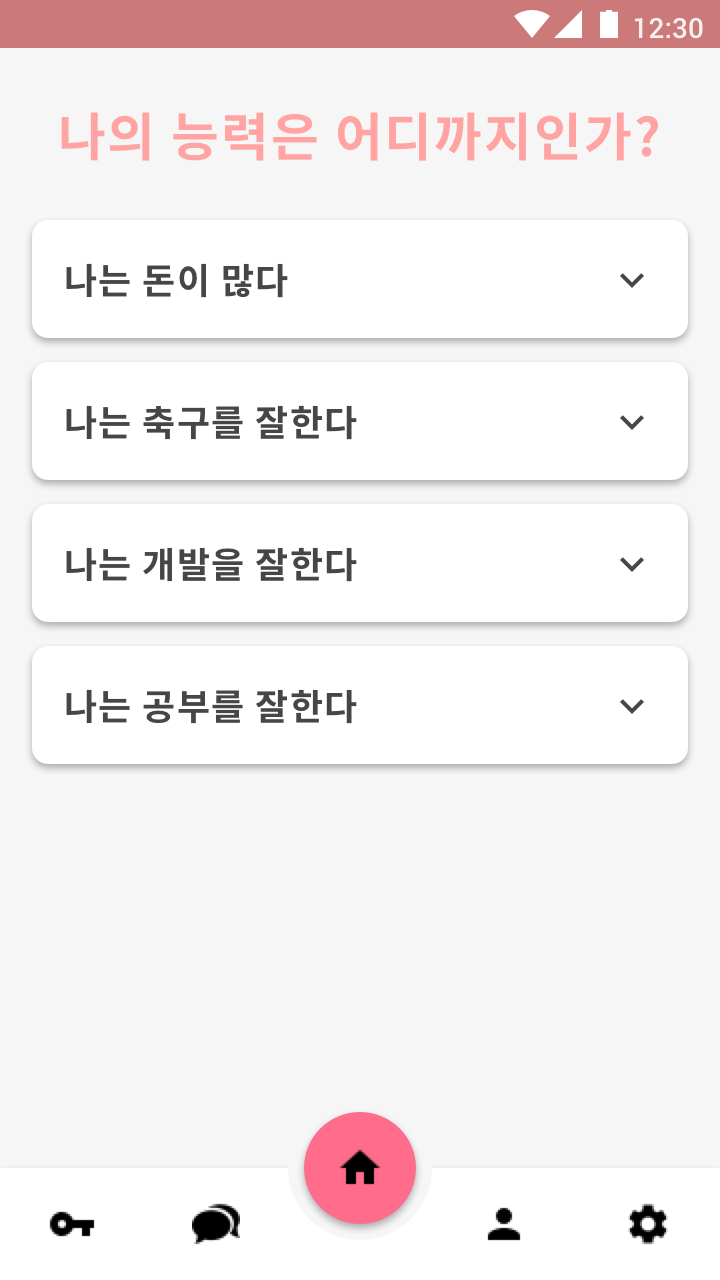 12:30
나의 능력은 어디까지인가?
나는 돈이 많다
나는 축구를 잘한다
나는 개발을 잘한다
나는 공부를 잘한다